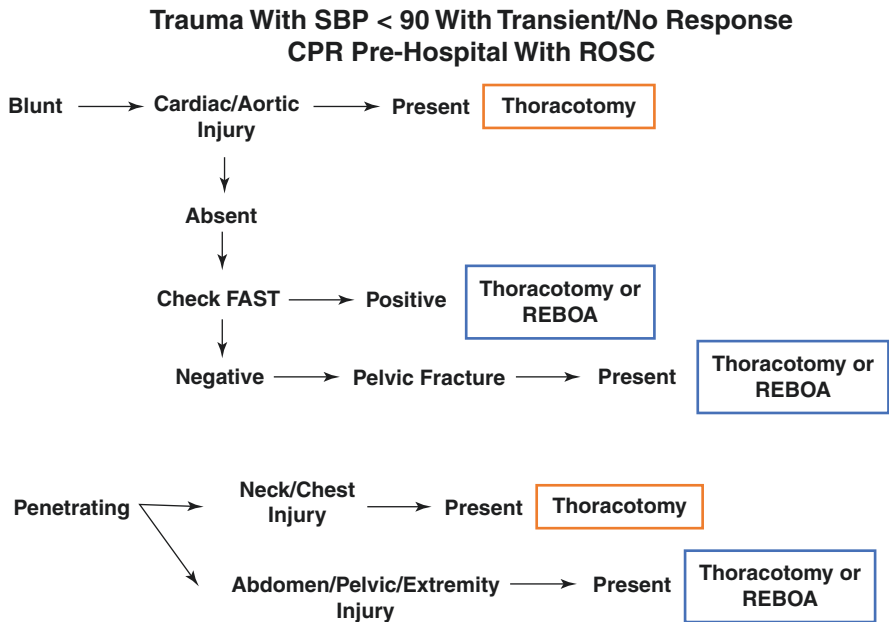 Trauma With SBP < 90 With Transient/No Response
CPR Pre-Hospital With ROSC
Blunt
Cardiac/Aortic
Injury
Present
Thoracotomy
Absent
Check FAST
Positive
Thoracotomy or
REBOA
Negative
Pelvic Fracture
Present
Thoracotomy or
REBOA
Penetrating
Neck/Chest
Injury
Present
Thoracotomy
Abdomen/Pelvic/Extremity
Injury
Present
Thoracotomy or
REBOA